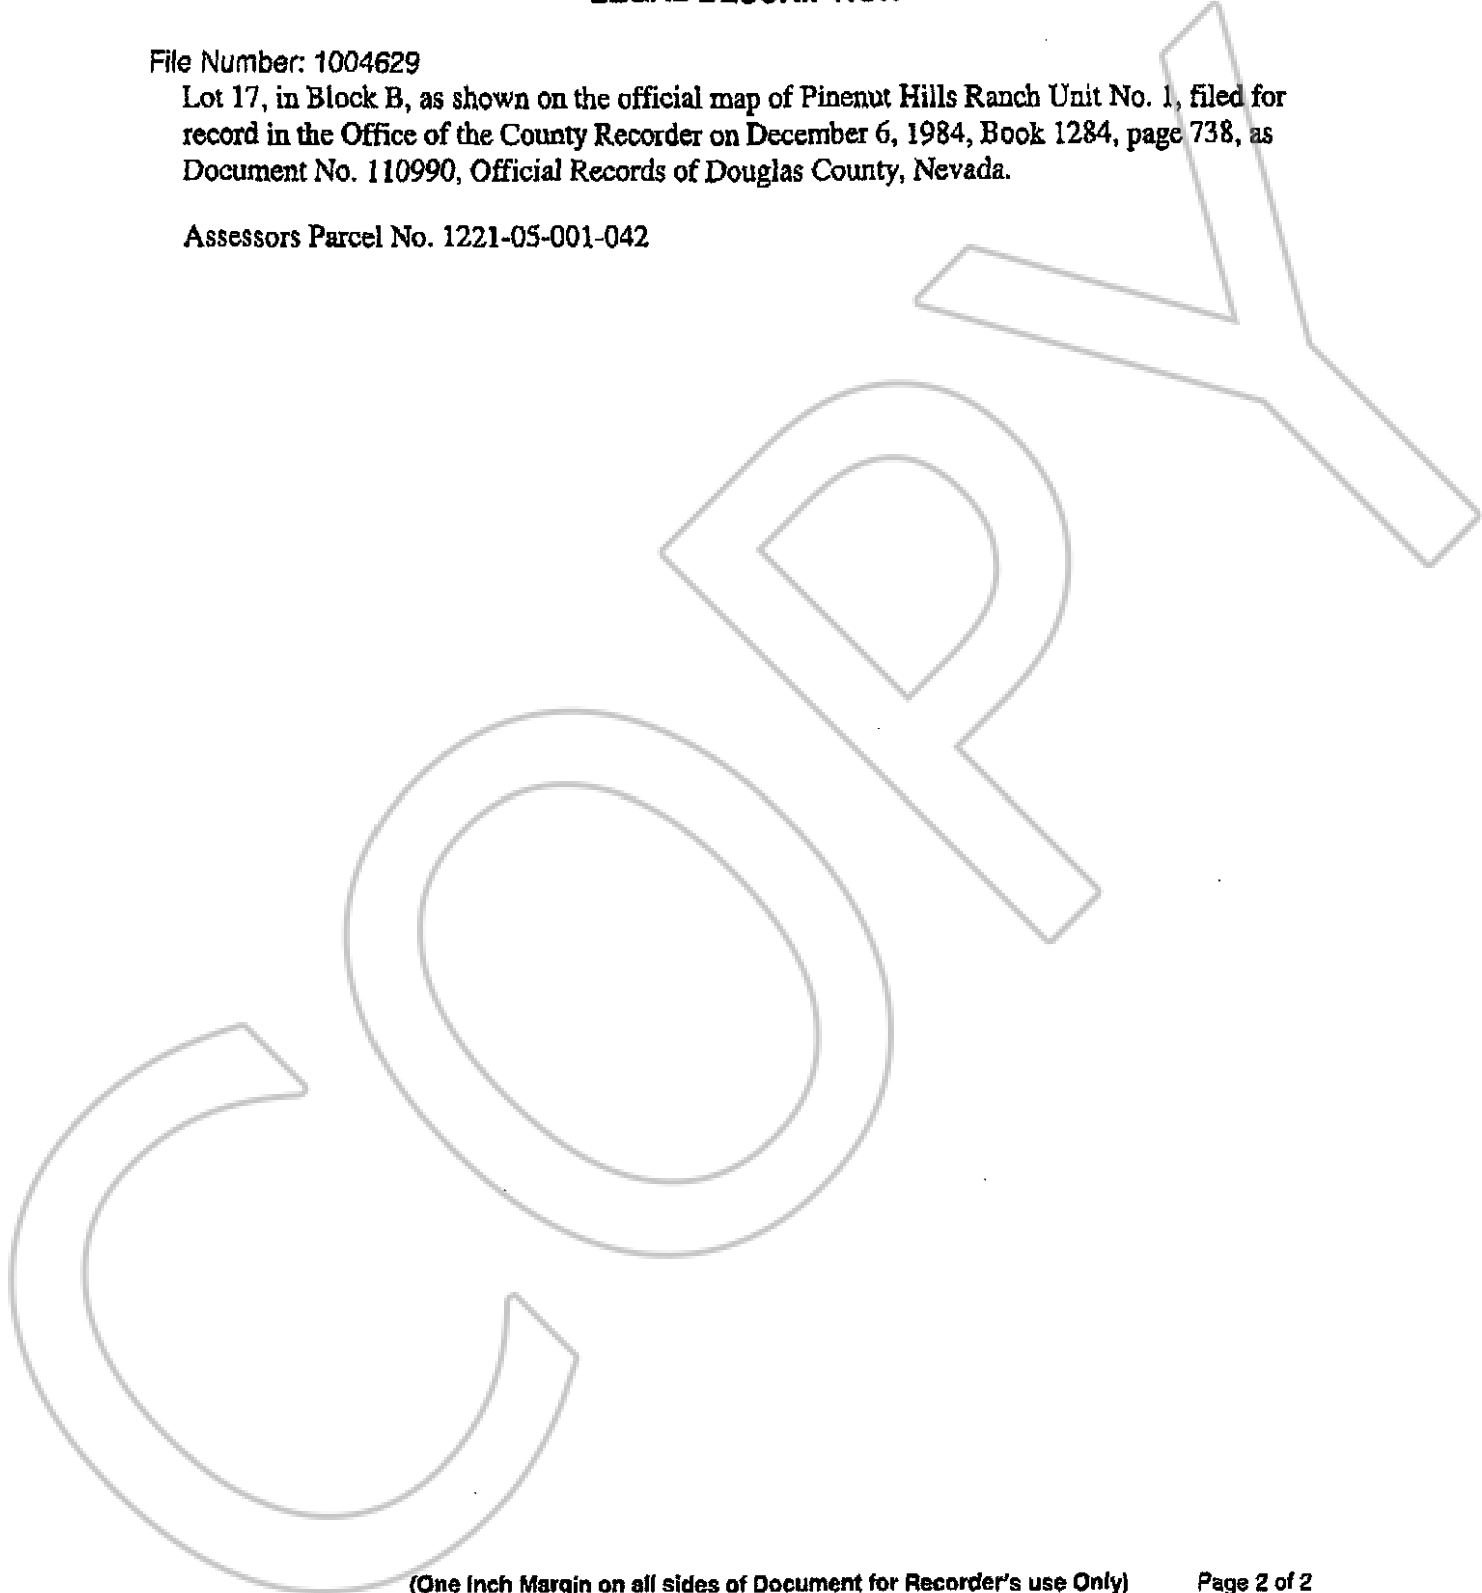 LEGAL DESCRIPTION
File Number: 1004629
Lot 17, in Block B, as shown on the official map of Pinenut Hills Ranch Unit No. 1, filed for
record in the Office of the County Recorder on December 6, 1984, Book 1284, page 738, as
Document No. 110990, Official Records of Douglas County, Nevada.
Assessors Parcel No. 1221-05-001-042
COPY
(One Inch Margin on all sides of Document for Recorder's use Only) Page 2 of 2